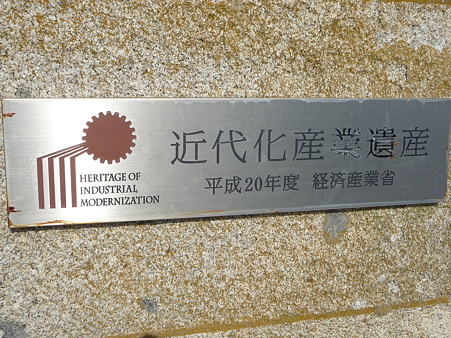 HERITAGE OF
INDUSTRIAL
MODERNIZATION
近代化産業遺産
平成20年度 経済産業省